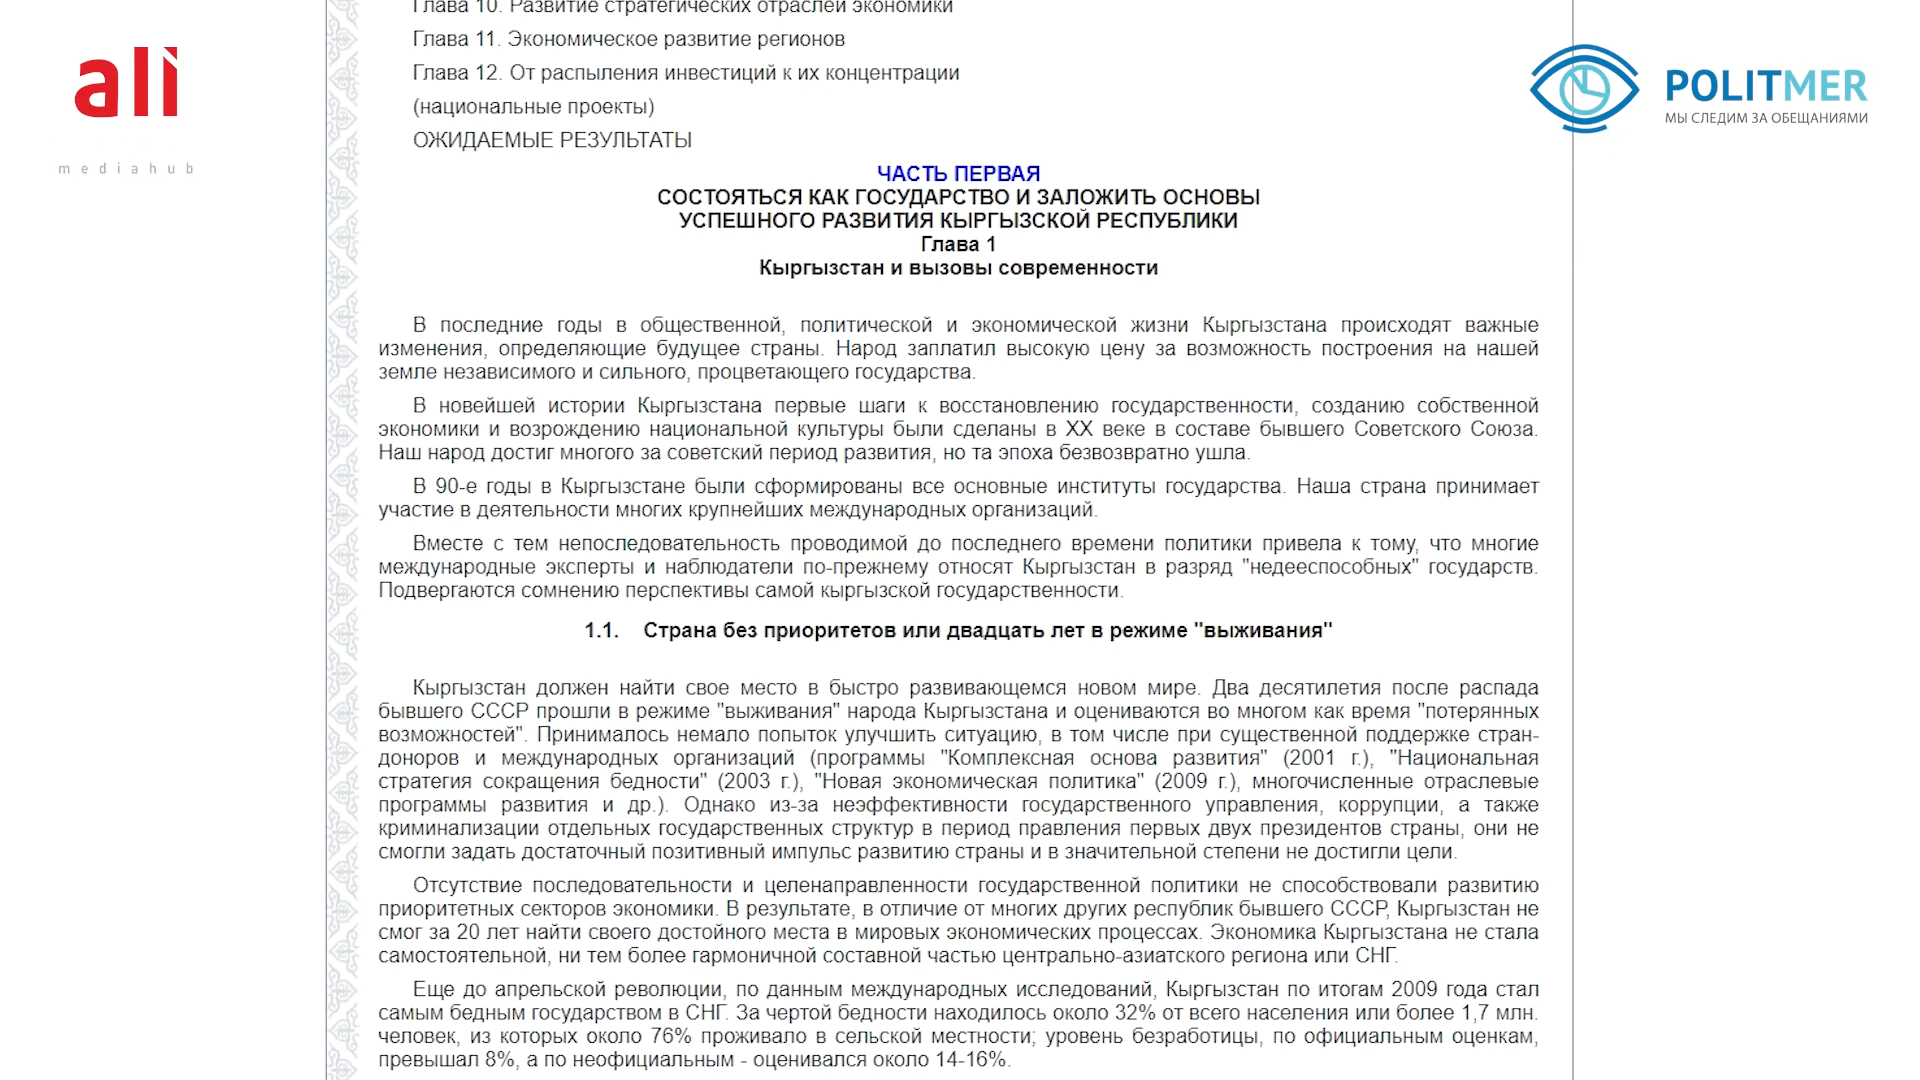 Глава 10. Развитие стратегических отраслей экономики
Глава 11. Экономическое развитие регионов
Глава 12. От распыления инвестиций к их концентрации
(национальные проекты)
ОЖИДАЕМЫЕ РЕЗУЛЬТАТЫ
ali
mediahub
POLITMER
МЫ СЛЕДИМ ЗА ОБЕЩАНИЯМИ
ЧАСТЬ ПЕРВАЯ
СОСТОЯТЬСЯ КАК ГОСУДАРСТВО И ЗАЛОЖИТЬ ОСНОВЫ
УСПЕШНОГО РАЗВИТИЯ КЫРГЫЗСКОЙ РЕСПУБЛИКИ
Глава 1
Кыргызстан и вызовы современности
В последние годы в общественной, политической и экономической жизни Кыргызстана происходят важные
изменения, определяющие будущее страны. Народ заплатил высокую цену за возможность построения на нашей
земле независимого и сильного, процветающего государства.
В новейшей истории Кыргызстана первые шаги к восстановлению государственности, созданию собственной
экономики и возрождению национальной культуры были сделаны в XX веке в составе бывшего Советского Союза.
Наш народ достиг многого за советский период развития, но та эпоха безвозвратно ушла.
В 90-е годы в Кыргызстане были сформированы все основные институты государства. Наша страна принимает
участие в деятельности многих крупнейших международных организаций.
Вместе с тем непоследовательность проводимой до последнего времени политики привела к тому, что многие
международные эксперты и наблюдатели по-прежнему относят Кыргызстан в разряд "недееспособных" государств.
Подвергаются сомнению перспективы самой кыргызской государственности.
1.1. Страна без приоритетов или двадцать лет в режиме "выживания"
Кыргызстан должен найти свое место в быстро развивающемся новом мире. Два десятилетия после распада
бывшего СССР прошли в режиме "выживания" народа Кыргызстана и оцениваются во многом как время "потерянных
возможностей". Принималось немало попыток улучшить ситуацию, в том числе при существенной поддержке стран-
доноров и международных организаций (программы "Комплексная основа развития" (2001 г.), "Национальная
стратегия сокращения бедности" (2003 г.), "Новая экономическая политика" (2009 г.), многочисленные отраслевые
программы развития и др.). Однако из-за неэффективности государственного управления, коррупции, а также
криминализации отдельных государственных структур в период правления первых двух президентов страны, они не
смогли задать достаточный позитивный импульс развитию страны и в значительной степени не достигли цели.
Отсутствие последовательности и целенаправленности государственной политики не способствовали развитию
приоритетных секторов экономики. В результате, в отличие от многих других республик бывшего СССР, Кыргызстан не
смог за 20 лет найти своего достойного места в мировых экономических процессах. Экономика Кыргызстана не стала
самостоятельной, ни тем более гармоничной составной частью центрально-азиатского региона или СНГ.
Еще до апрельской революции, по данным международных исследований, Кыргызстан по итогам 2009 года стал
самым бедным государством в СНГ. За чертой бедности находилось около 32% от всего населения или более 1,7 млн.
человек, из которых около 76% проживало в сельской местности; уровень безработицы, по официальным оценкам,
превышал 8%, а по неофициальным - оценивался около 14-16%.